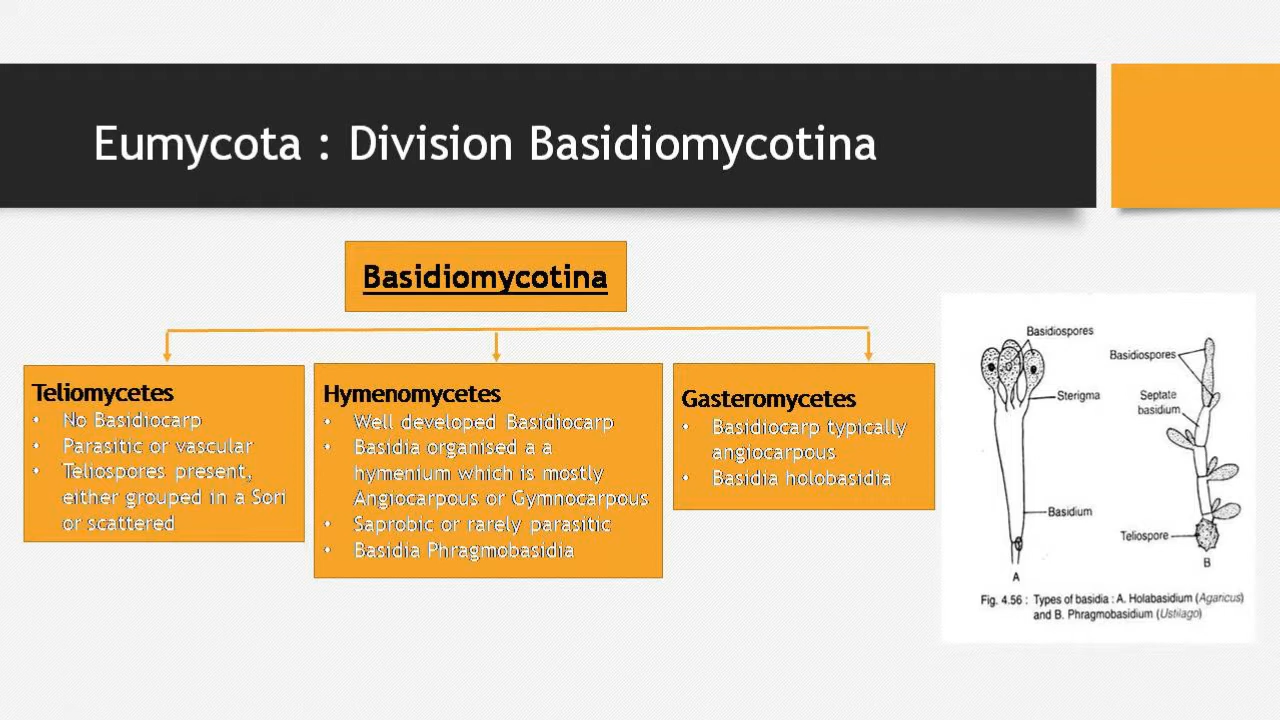 Eumycota : Division Basidiomycotina
Basidiomycotina
Teliomycetes
• No Basidiocarp
• Parasitic or vascular
• Teliospores present,
either grouped in a Sori
or scattered
Hymenomycetes
• Well developed Basidiocarp
• Basidia organised a a
hymenium which is mostly
Angiocarpous or Gymnocarpous
• Saprobic or rarely parasitic
• Basidia Phragmobasidia
Gasteromycetes
• Basidiocarp typically
angiocarpous
• Basidia holobasidia
Basidiospores
Sterigma
Basidium
A
Basidiospores
Septate
basidium
Teliospore
B
Fig. 4.56 : Types of basidia : A. Holabasidium (Agaricus)
and B. Phragmobasidium (Ustilago)